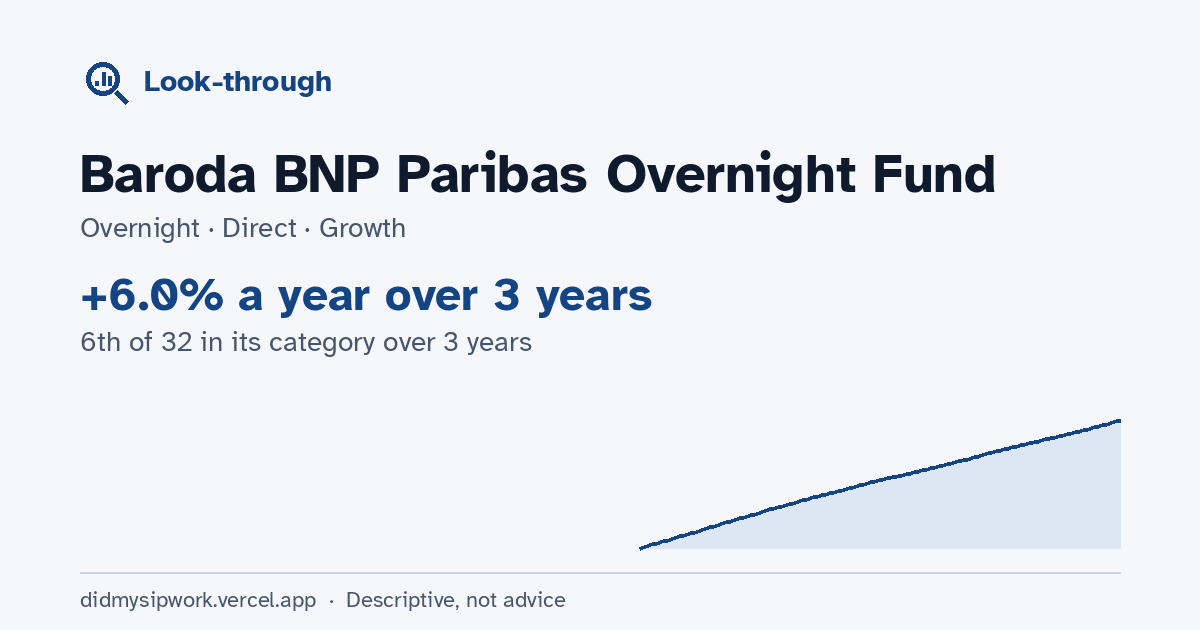 Look-through
Baroda BNP Paribas Overnight Fund
Overnight · Direct · Growth
+6.0% a year over 3 years
6th of 32 in its category over 3 years
didmysipwork.vercel.app · Descriptive, not advice